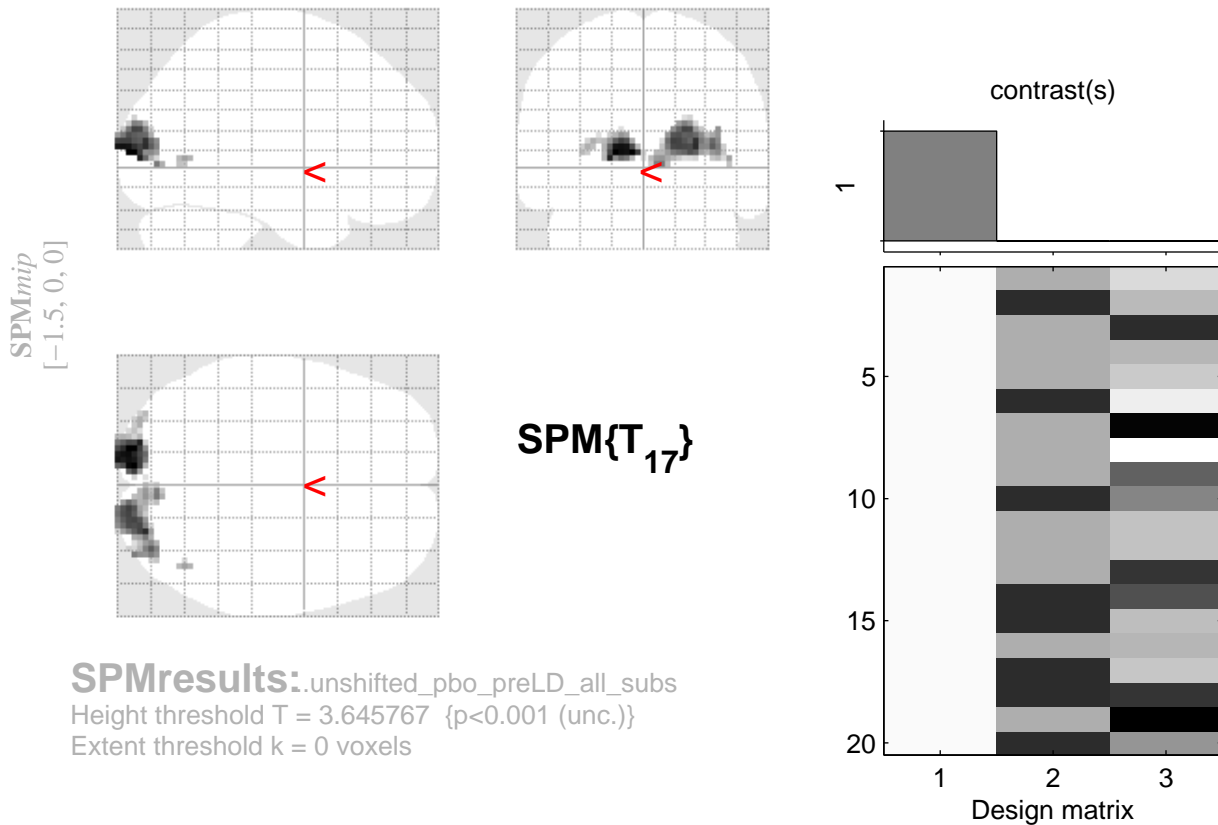 SPMmip
[−1.5, 0, 0]
<
<
<
SPM{T17}
SPMresults:.unshifted_pbo_preLD_all_subs
Height threshold T = 3.645767 {p<0.001 (unc.)}
Extent threshold k = 0 voxels
contrast(s)
1
5
10
15
20
1 2 3
Design matrix